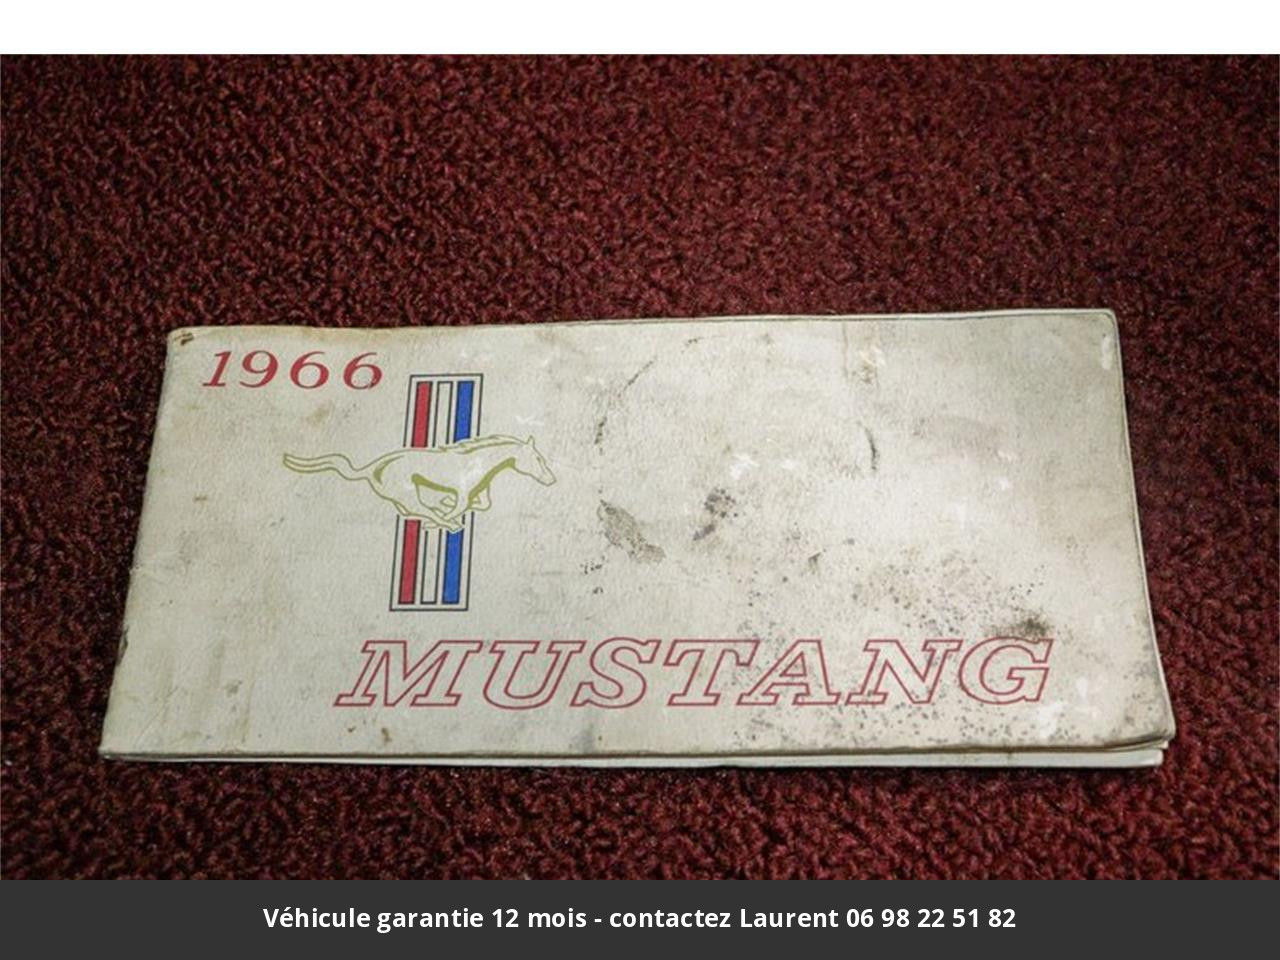 1966
MUSTANG
Véhicule garantie 12 mois - contactez Laurent 06 98 22 51 82